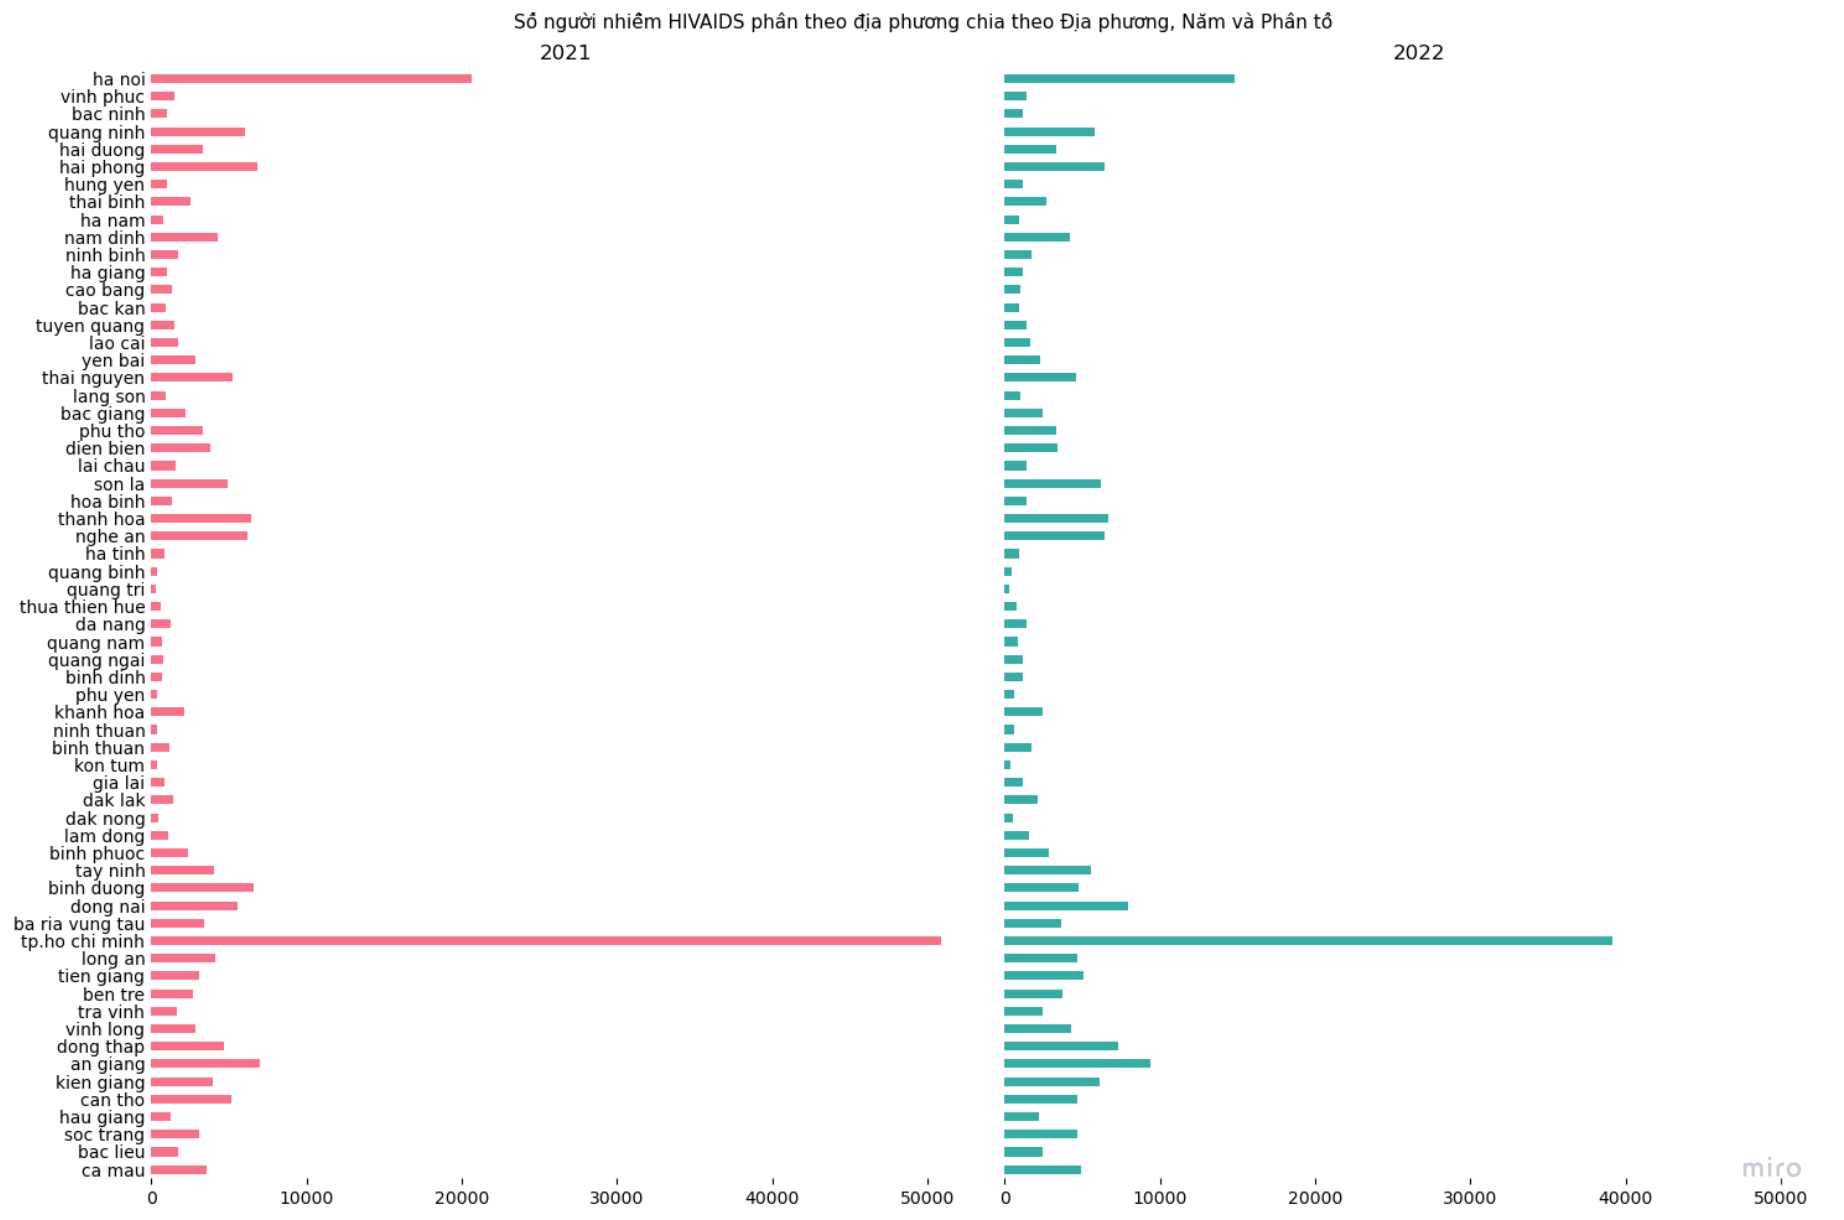 Số người nhiễm HIVAIDS phân theo địa phương chia theo Địa phương, Năm và Phân tổ
2021
2022
ha noi
vinh phuc
bac ninh
quang ninh
hai duong
hai phong
hung yen
thai binh
ha nam
nam dinh
ninh binh
ha giang
cao bang
bac kan
tuyen quang
lao cai
yen bai
thai nguyen
lang son
bac giang
phu tho
dien bien
lai chau
son la
hoa binh
thanh hoa
nghe an
ha tinh
quang binh
quang tri
thua thien hue
da nang
quang nam
quang ngai
binh dinh
phu yen
khanh hoa
ninh thuan
binh thuan
kon tum
gia lai
dak lak
dak nong
lam dong
binh phuoc
tay ninh
binh duong
dong nai
ba ria vung tau
tp.ho chi minh
long an
tien giang
ben tre
tra vinh
vinh long
dong thap
an giang
kien giang
can tho
hau giang
soc trang
bac lieu
ca mau
0 10000 20000 30000 40000 50000
0 10000 20000 30000 40000 50000
miro